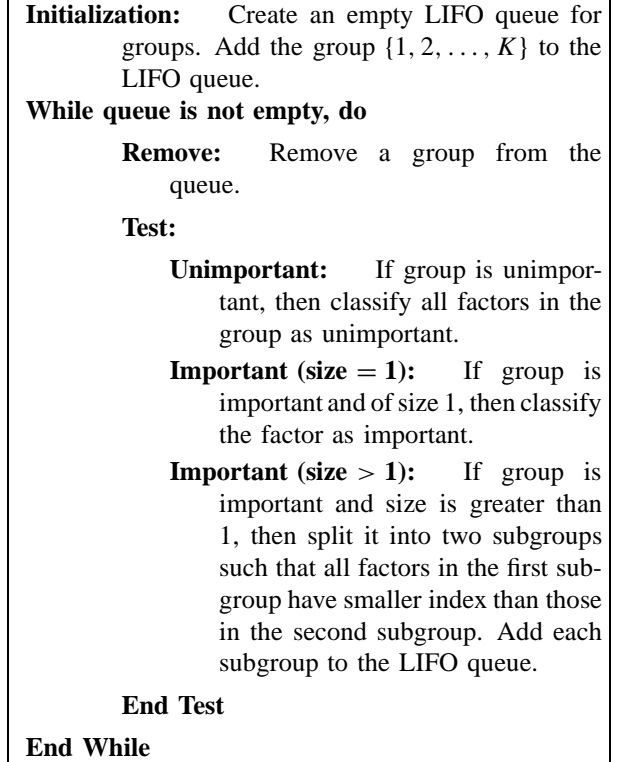 Initialization: Create an empty LIFO queue for
groups. Add the group {1, 2, . . . , K} to the
LIFO queue.
While queue is not empty, do
Remove: Remove a group from the
queue.
Test:
Unimportant: If group is unimpor-
tant, then classify all factors in the
group as unimportant.
Important (size = 1): If group is
important and of size 1, then classify
the factor as important.
Important (size > 1): If group is
important and size is greater than
1, then split it into two subgroups
such that all factors in the first sub-
group have smaller index than those
in the second subgroup. Add each
subgroup to the LIFO queue.
End Test
End While